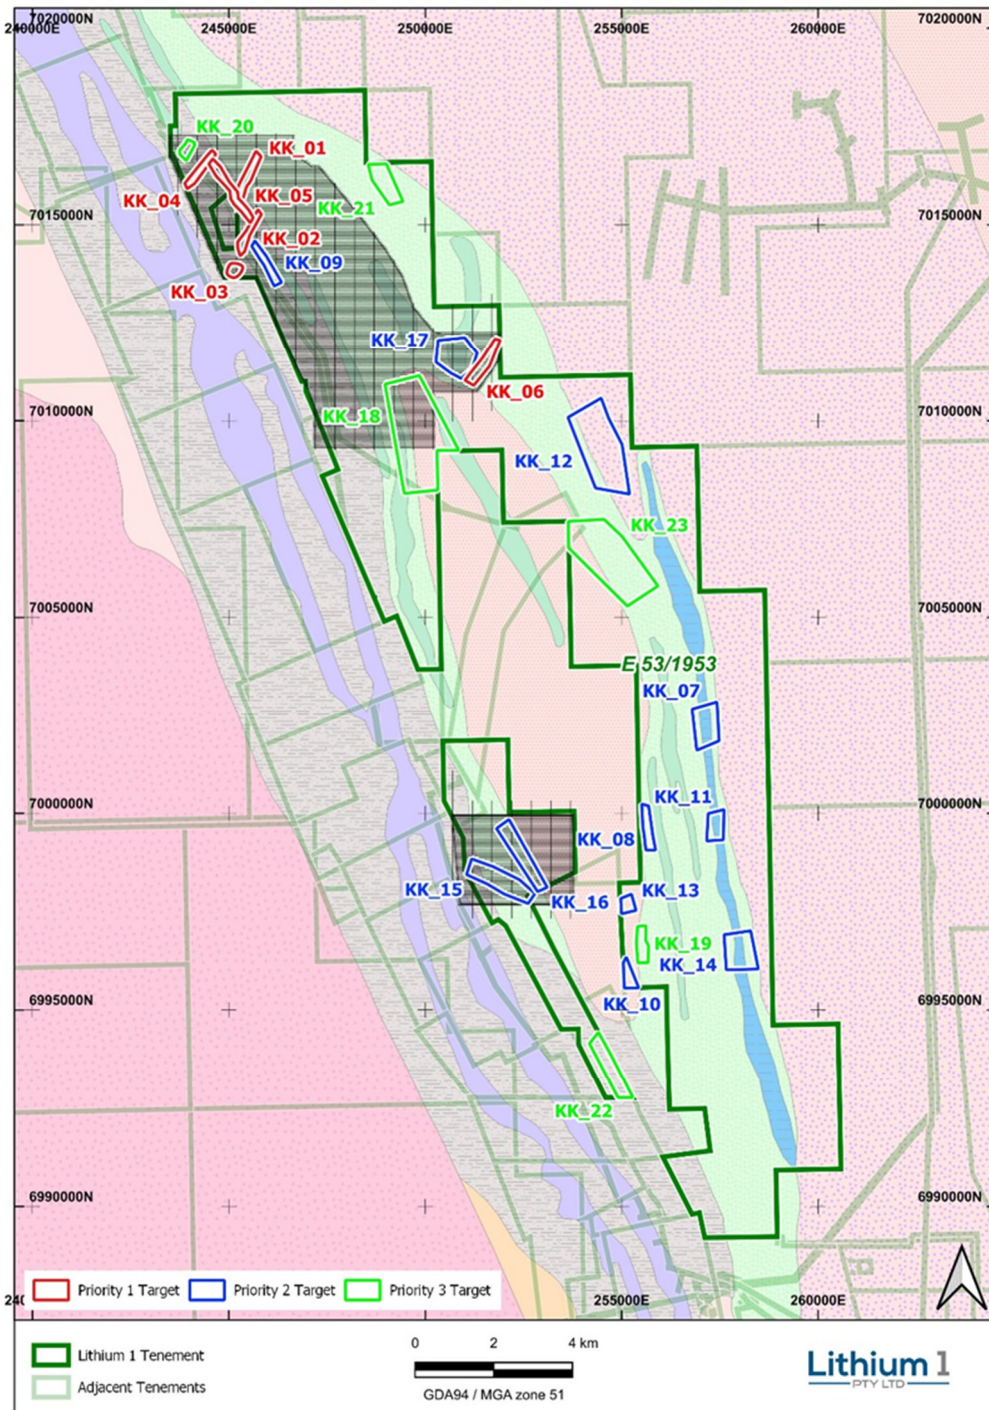 7020000N
7020000N
240000E
245000E
250000E
255000E
260000E
KK_20
KK_01
KK_04
KK_05
KK_21
7015000N
7015000N
KK_02
KK_09
KK_03
KK_17
KK_06
KK_18
7010000N
7010000N
KK_12
KK_23
7005000N
7005000N
E 53/1953
KK_07
KK_11
7000000N
7000000N
KK_08
KK_15
KK_13
KK_16
KK_19
KK_14
6995000N
6995000N
KK_10
KK_22
6990000N
6990000N
Priority 1 Target
Priority 2 Target
Priority 3 Target
240
255000E
260000E
Lithium 1 Tenement
Adjacent Tenements
0 2 4 km
GDA94 / MGA zone 51
Lithium 1
PTY LTD